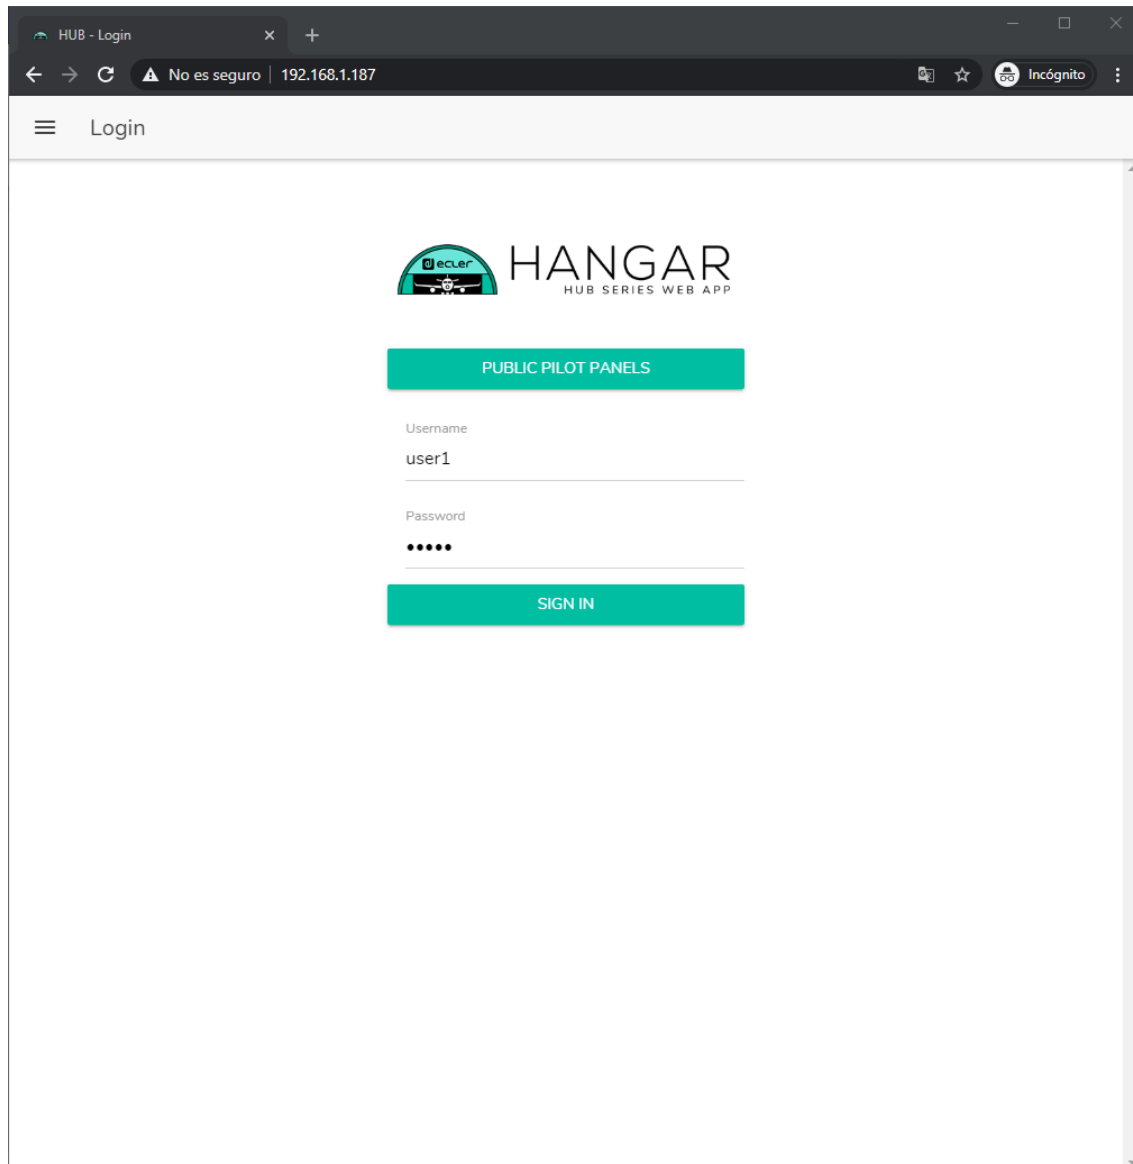 HUB - Login
No es seguro 192.168.1.187
Incógnito
Login
ecler
HANGAR
HUB SERIES WEB APP
PUBLIC PILOT PANELS
Username
user1
Password
•••••
SIGN IN